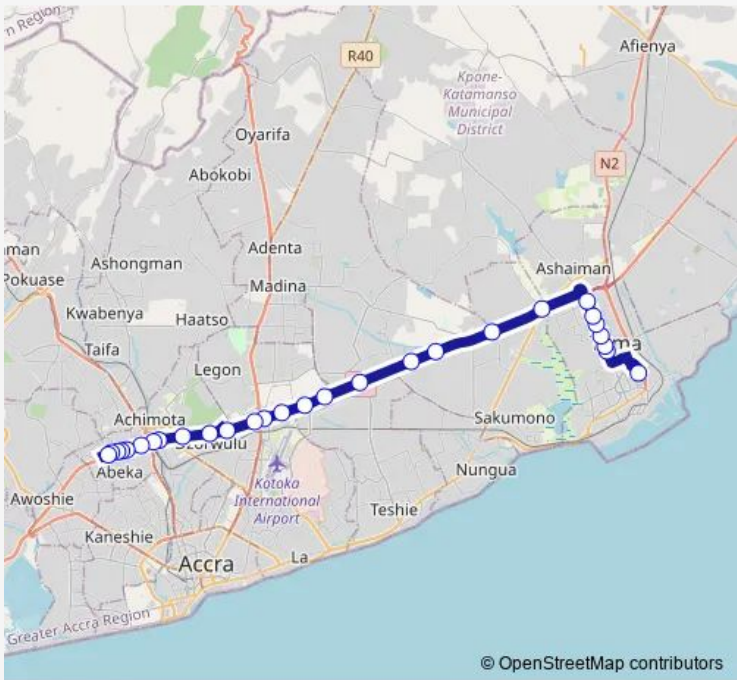 n Region
Afienya
R40
Kpone-
Katamanso
Municipal
District
Oyarifa
N2
Abokobi
Adenta
man
Ashongman
Ashaiman
Pokuase
Madina
Kwabenya
Haatso
Taifa
ma
Legon
Achimota
Sakumono
Dzorwulu
Abeka
Nungua
Kotoka
International
Airport
Awoshie
Teshie
Kaneshie
La
Accra
Greater Accra Region
© OpenStreetMap contributors